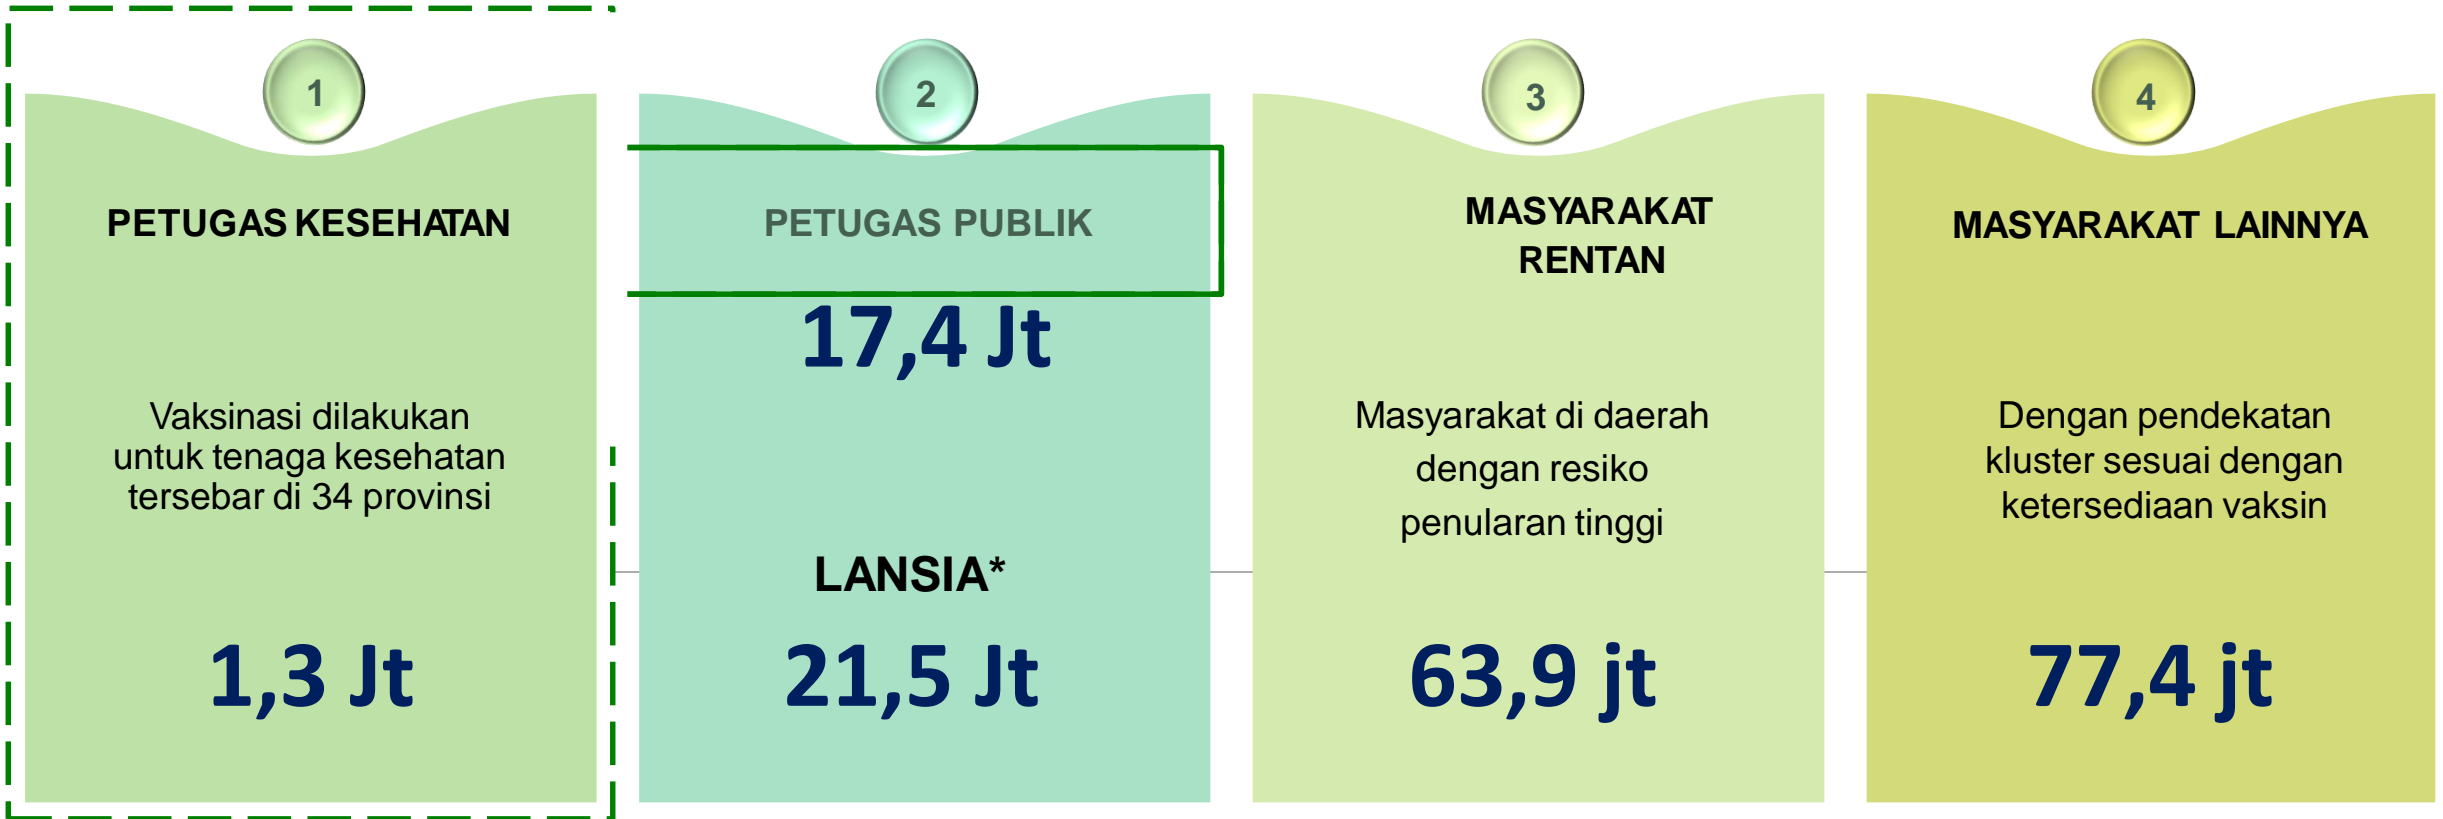 1
PETUGAS KESEHATAN
Vaksinasi dilakukan
untuk tenaga kesehatan
tersebar di 34 provinsi
1,3 Jt
2
PETUGAS PUBLIK
17,4 Jt
LANSIA*
21,5 Jt
3
MASYARAKAT
RENTAN
Masyarakat di daerah
dengan resiko
penularan tinggi
63,9 jt
4
MASYARAKAT LAINNYA
Dengan pendekatan
kluster sesuai dengan
ketersediaan vaksin
77,4 jt